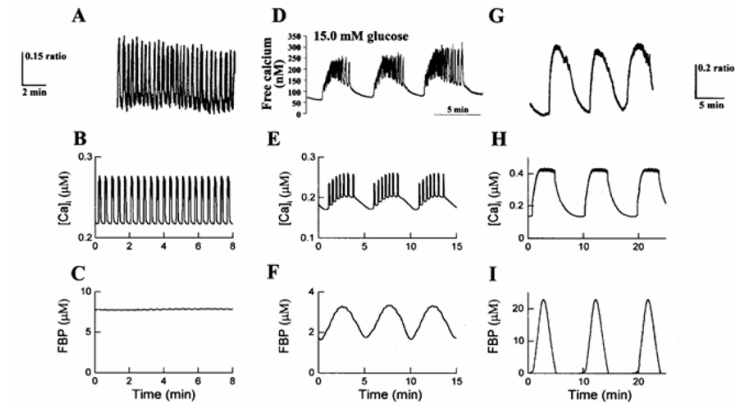 A
0.15 ratio
2 min
D
15.0 mM glucose
Free calcium
(nM)
350
300
250
200
150
100
50
0
5 min
G
0.2 ratio
5 min
B
[Ca]i (μM)
0.3
0.2
0 2 4 6 8
E
[Ca]i (μM)
0.3
0.2
0.1
0 5 10 15
H
[Ca]i (μM)
0.4
0.2
0
0 10 20
C
FBP (μM)
10
5
0
0 2 4 6 8
Time (min)
F
FBP (μM)
4
2
0
0 5 10 15
Time (min)
I
FBP (μM)
20
10
0
0 10 20
Time (min)